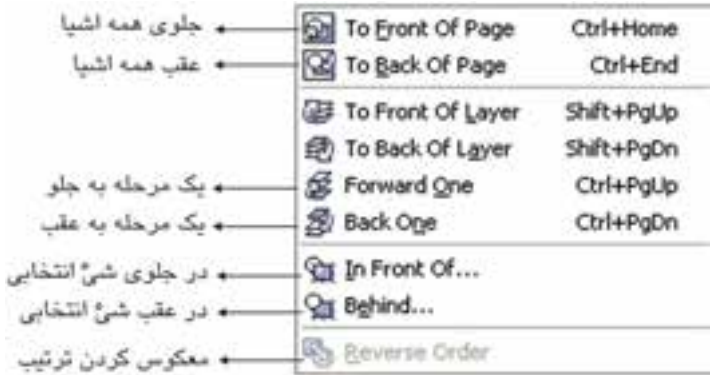 جلوی همه اشیا To Front Of Page Ctrl+Home
عقب همه اشیا To Back Of Page Ctrl+End
To Front Of Layer Shift+PgUp
To Back Of Layer Shift+PgDn
یک مرحله به جلو Forward One Ctrl+PgUp
یک مرحله به عقب Back One Ctrl+PgDn
در جلوی شئ انتخابی In Front Of...
در عقب شئ انتخابی Behind...
معکوس کردن ترتیب Reverse Order